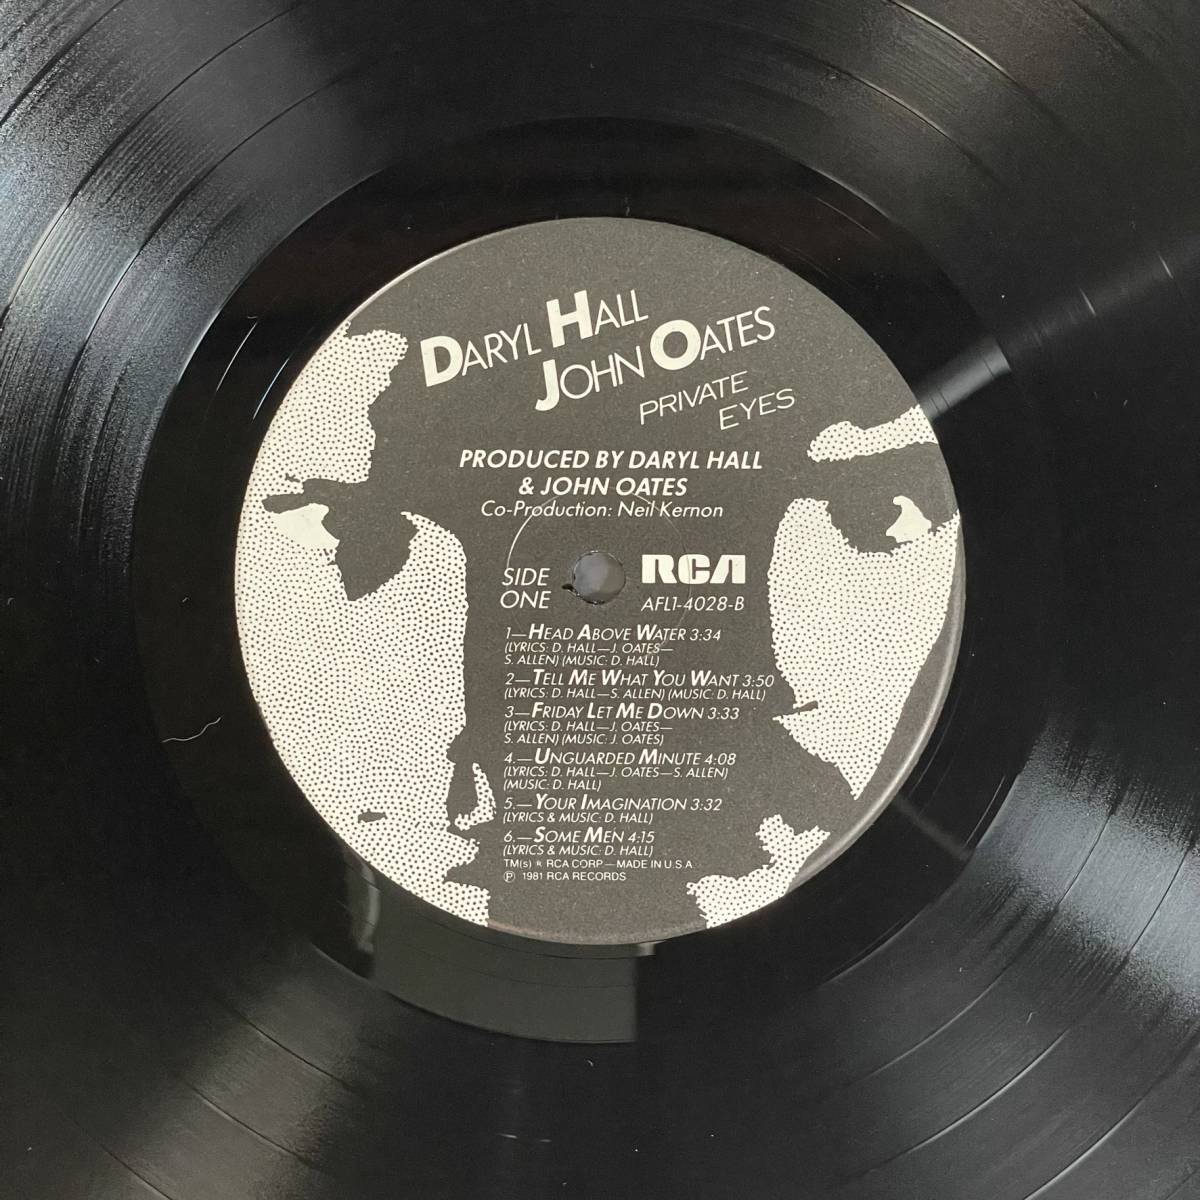 DARYL HALL
JOHN OATES
PRIVATE
EYES
PRODUCED BY DARYL HALL
& JOHN OATES
Co-Production: Neil Kernon
SIDE
ONE
RCA
AFL1-4028-B
1—HEAD ABOVE WATER 3:34
(LYRICS: D. HALL—J. OATES—
S. ALLEN) (MUSIC: D. HALL)
2—TELL ME WHAT YOU WANT 3:50
(LYRICS: D. HALL—S. ALLEN) (MUSIC: D. HALL)
3—FRIDAY LET ME DOWN 3:33
(LYRICS: D. HALL—J. OATES—
S. ALLEN) (MUSIC: J. OATES)
4.—UNGUARDED MINUTE 4:08
(LYRICS: D. HALL—J. OATES—S. ALLEN)
(MUSIC: D. HALL)
5.—YOUR IMAGINATION 3:32
(LYRICS & MUSIC: D. HALL)
6.—SOME MEN 4:15
(LYRICS & MUSIC: D. HALL)
TM(s) ® RCA CORP—MADE IN U.S.A
℗ 1981 RCA RECORDS